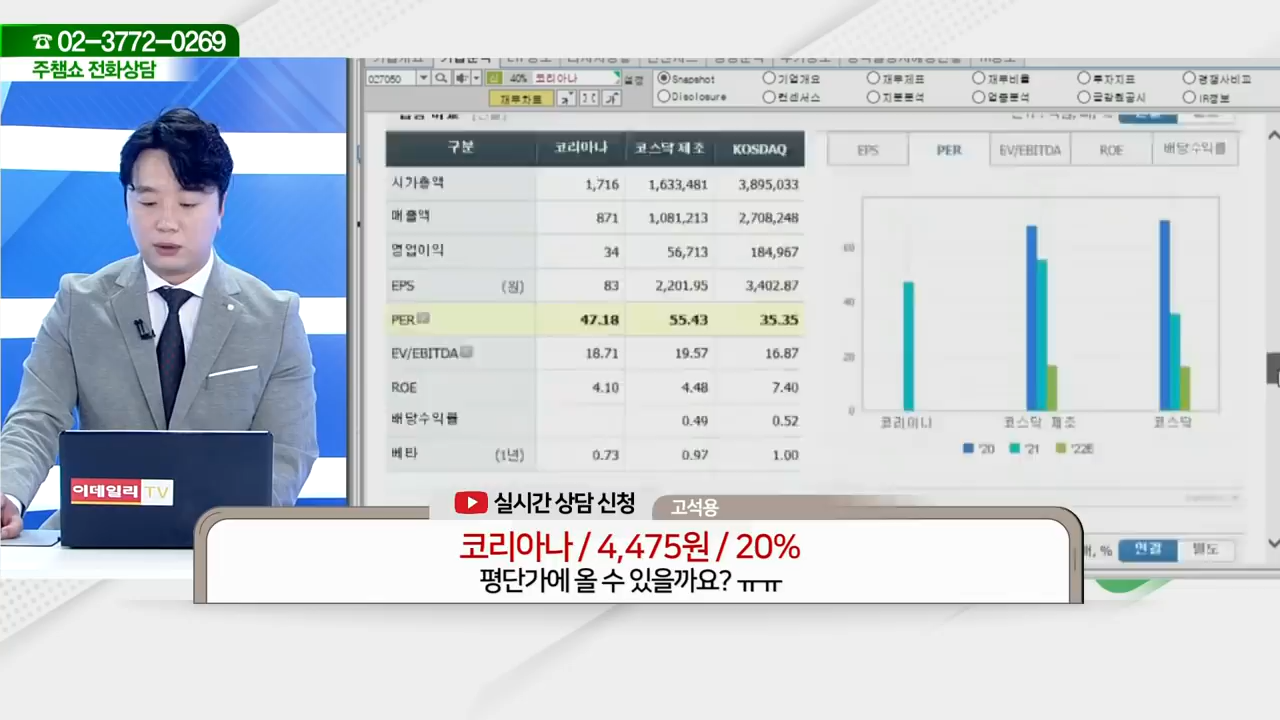 ☎ 02-3772-0269
주챔쇼 전화상담
027050
신 40% 코리아나
재무차트
Snapshot 기업개요 재무제표 재무비율 투자지표 경쟁사비교
Disclosure 컨센서스 지분분석 업종분석 금감원공시 IR정보
구분 코리아나 코스닥 제조 KOSDAQ
시가총액 1,716 1,633,481 3,895,033
매출액 871 1,081,213 2,708,248
영업이익 34 56,713 184,967
EPS (원) 83 2,201.95 3,402.87
PER 47.18 55.43 35.35
EV/EBITDA 18.71 19.57 16.87
ROE 4.10 4.48 7.40
배당수익률 0.49 0.52
베타 (1년) 0.73 0.97 1.00
EPS PER EV/EBITDA ROE 배당수익률
60
40
20
0
코리아나 코스닥 제조 코스닥
'20 '21 '22E
이데일리 TV
실시간 상담 신청 고석용
코리아나 / 4,475원 / 20%
평단가에 올 수 있을까요? ㅠㅠ
배, % 연결 별도